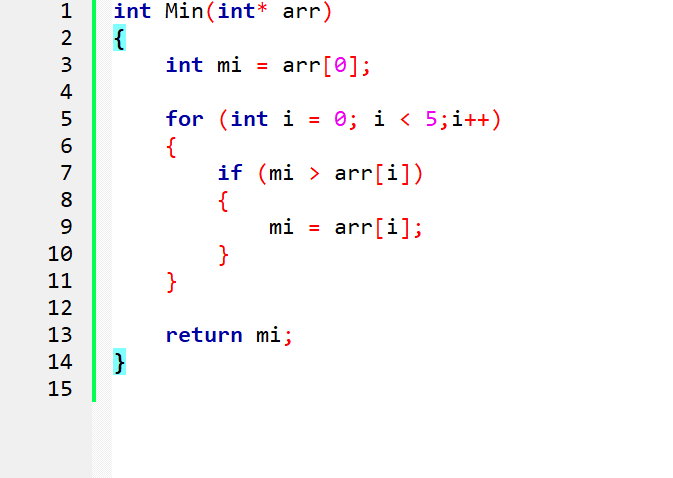 1 int Min(int* arr)
2 {
3     int mi = arr[0];
4
5     for (int i = 0; i < 5;i++)
6     {
7         if (mi > arr[i])
8         {
9             mi = arr[i];
10         }
11     }
12
13     return mi;
14 }
15